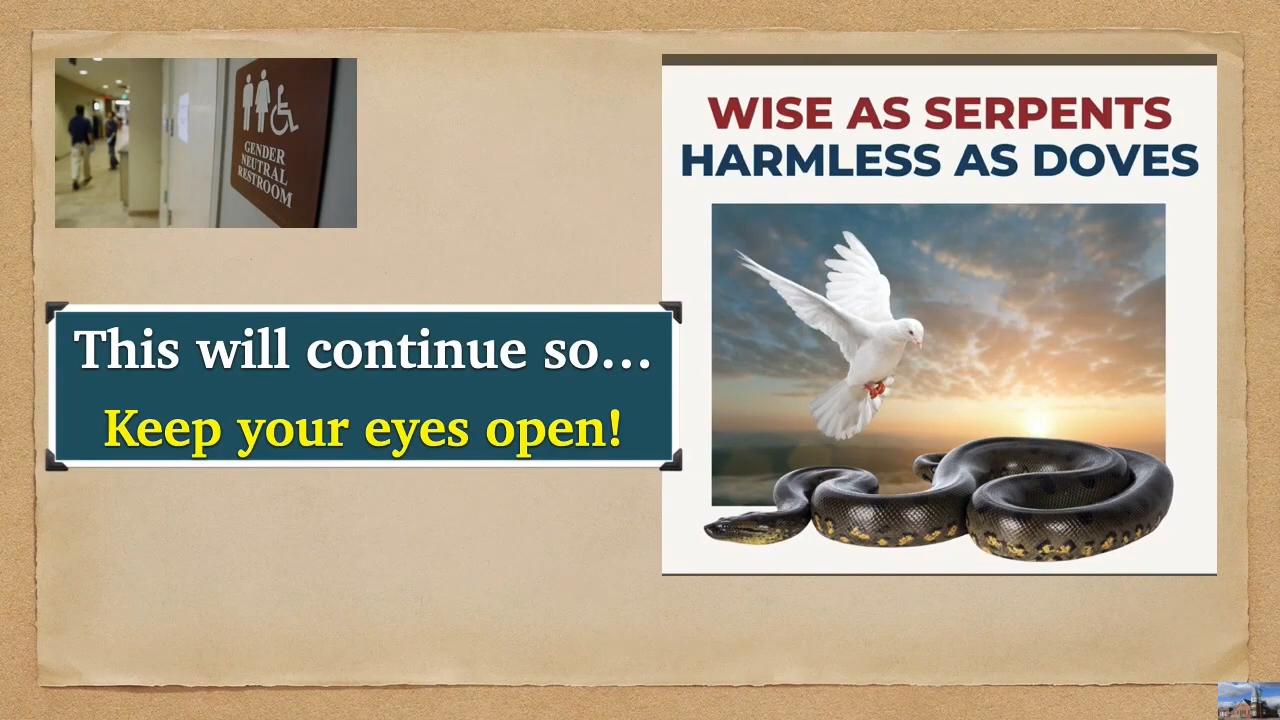 GENDER
NEUTRAL
RESTROOM
This will continue so...
Keep your eyes open!
WISE AS SERPENTS
HARMLESS AS DOVES